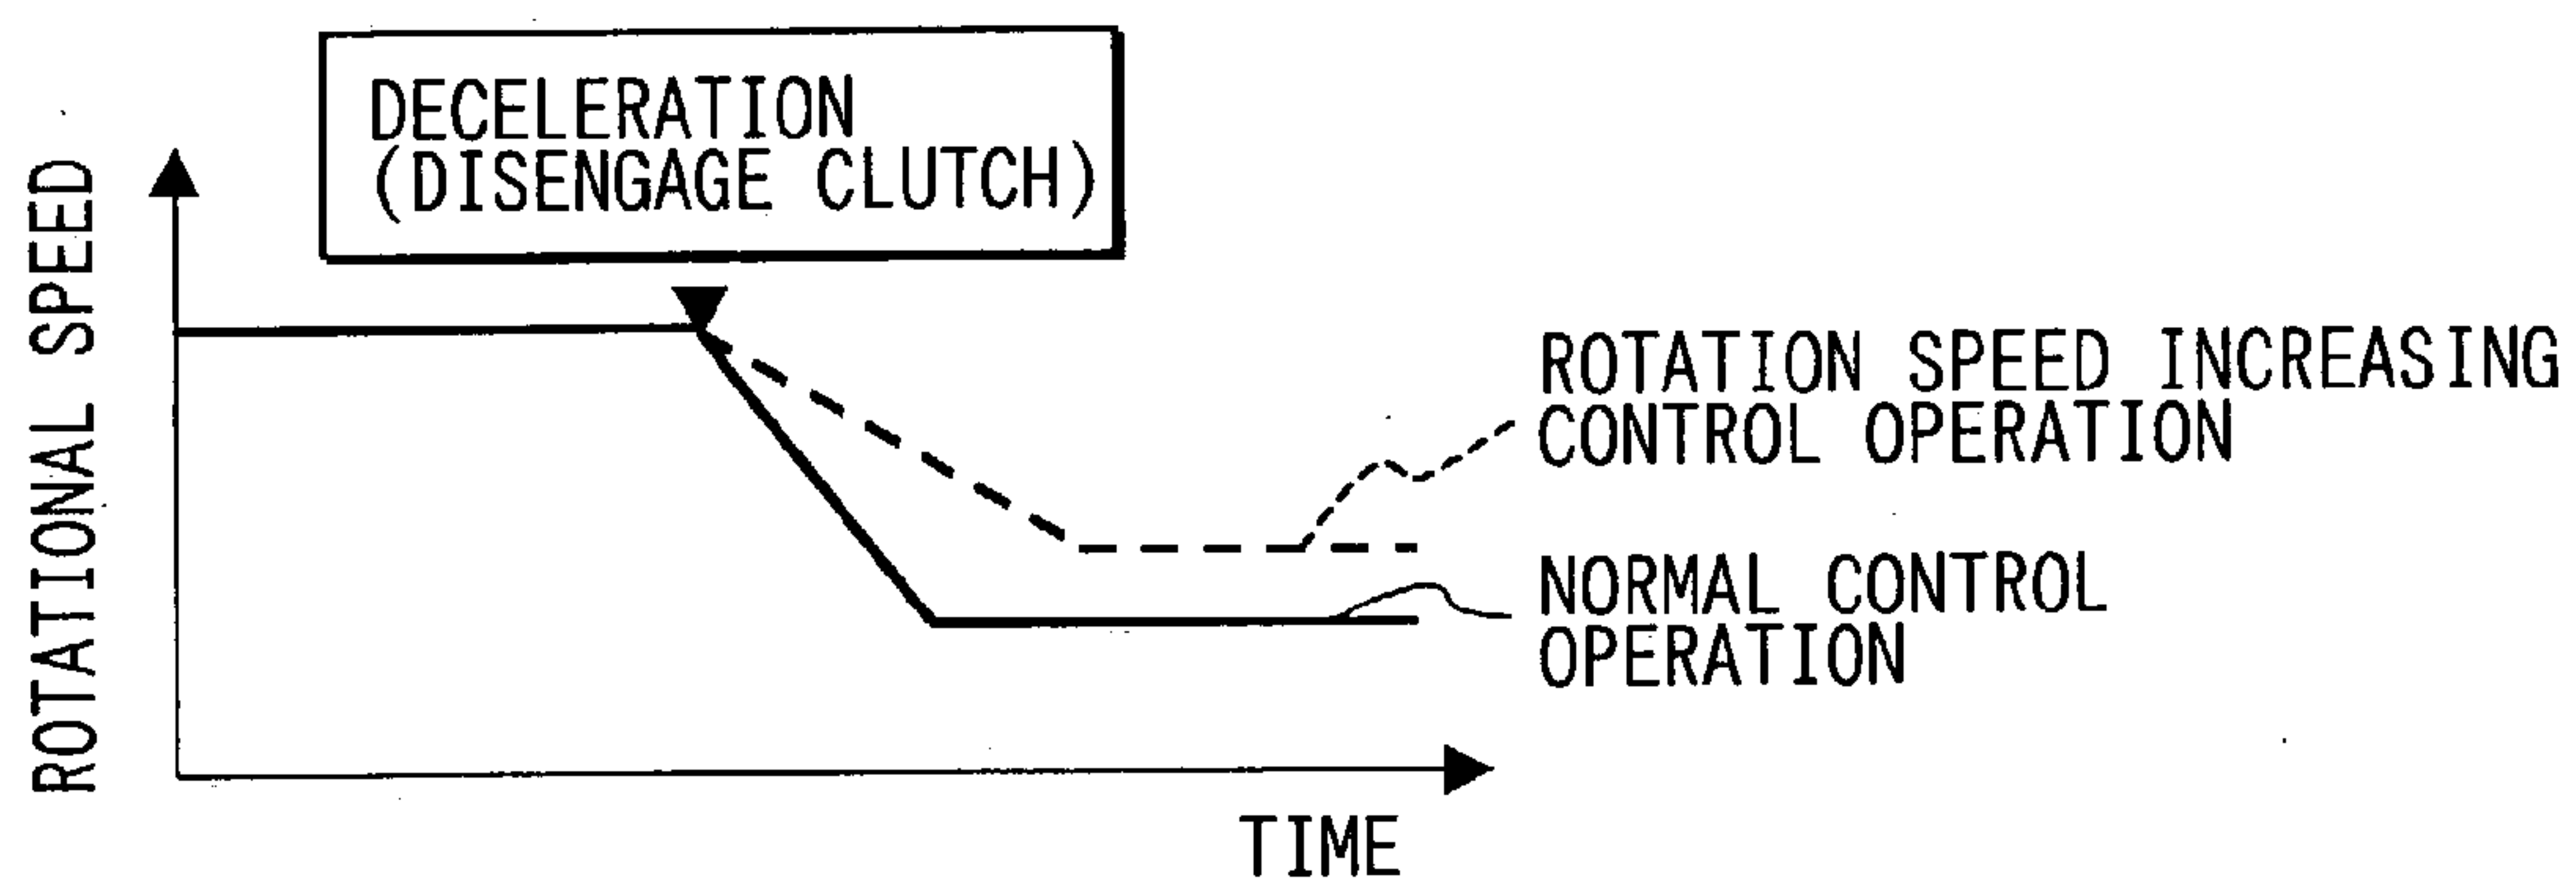 DECELERATION
(DISENGAGE CLUTCH)
ROTATIONAL SPEED
ROTATION SPEED INCREASING
CONTROL OPERATION
NORMAL CONTROL
OPERATION
TIME